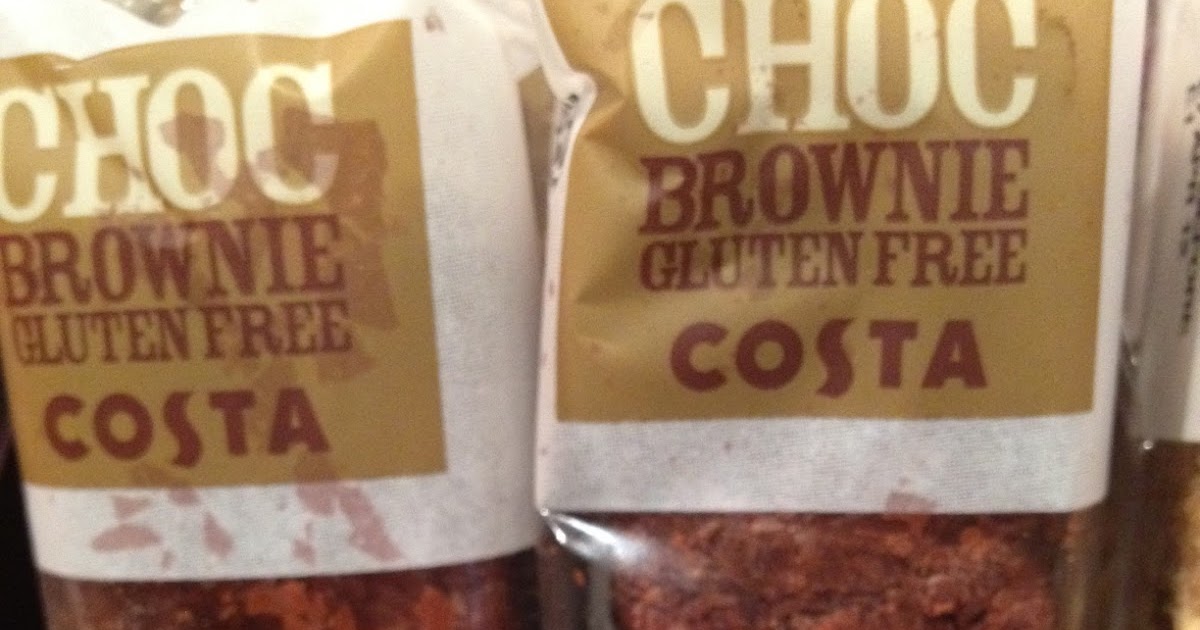 CHOC
BROWNIE
GLUTEN FREE
COSTA
CHOC
BROWNIE
GLUTEN FREE
COSTA